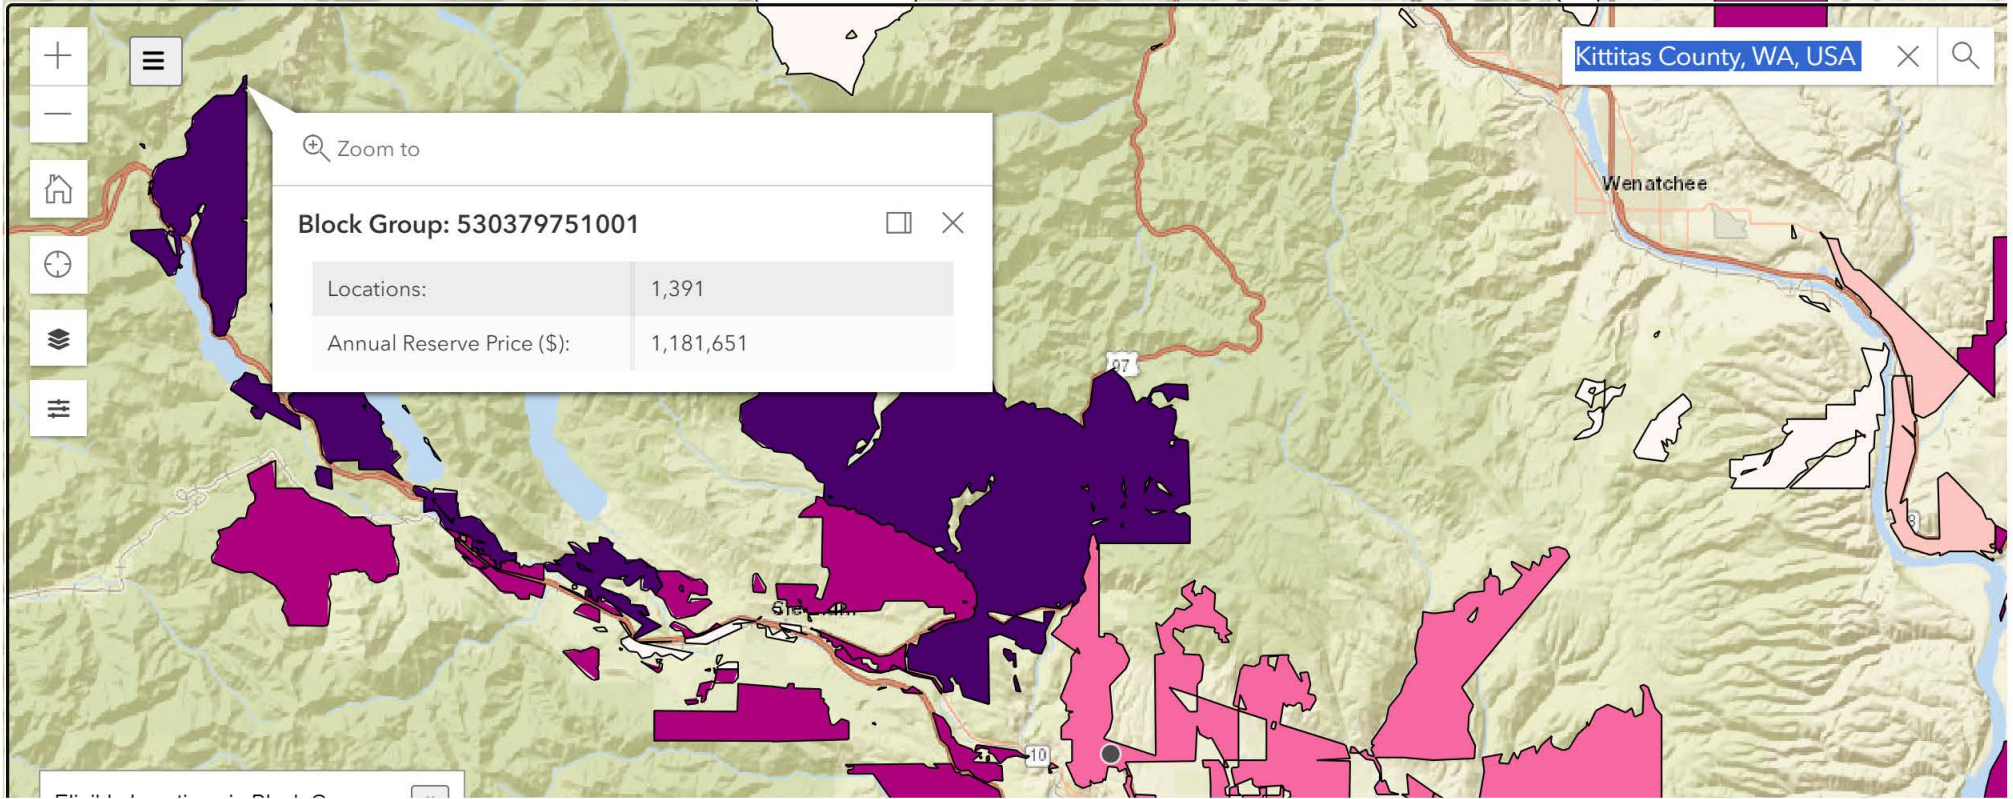 Kittitas County, WA, USA
Zoom to
Block Group: 530379751001
Locations: 1,391
Annual Reserve Price ($): 1,181,651
Wenatchee
97
10